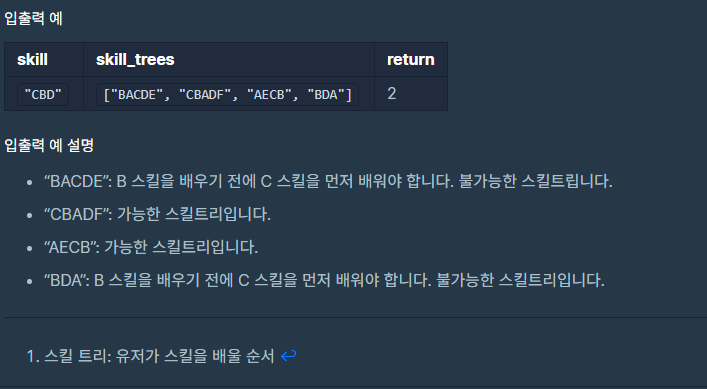 입출력 예
skill skill_trees return
"CBD" ["BACDE", "CBADF", "AECB", "BDA"] 2
입출력 예 설명
• “BACDE”: B 스킬을 배우기 전에 C 스킬을 먼저 배워야 합니다. 불가능한 스킬트립니다.
• “CBADF”: 가능한 스킬트리입니다.
• “AECB”: 가능한 스킬트리입니다.
• “BDA”: B 스킬을 배우기 전에 C 스킬을 먼저 배워야 합니다. 불가능한 스킬트리입니다.
1. 스킬 트리: 유저가 스킬을 배울 순서 ↩